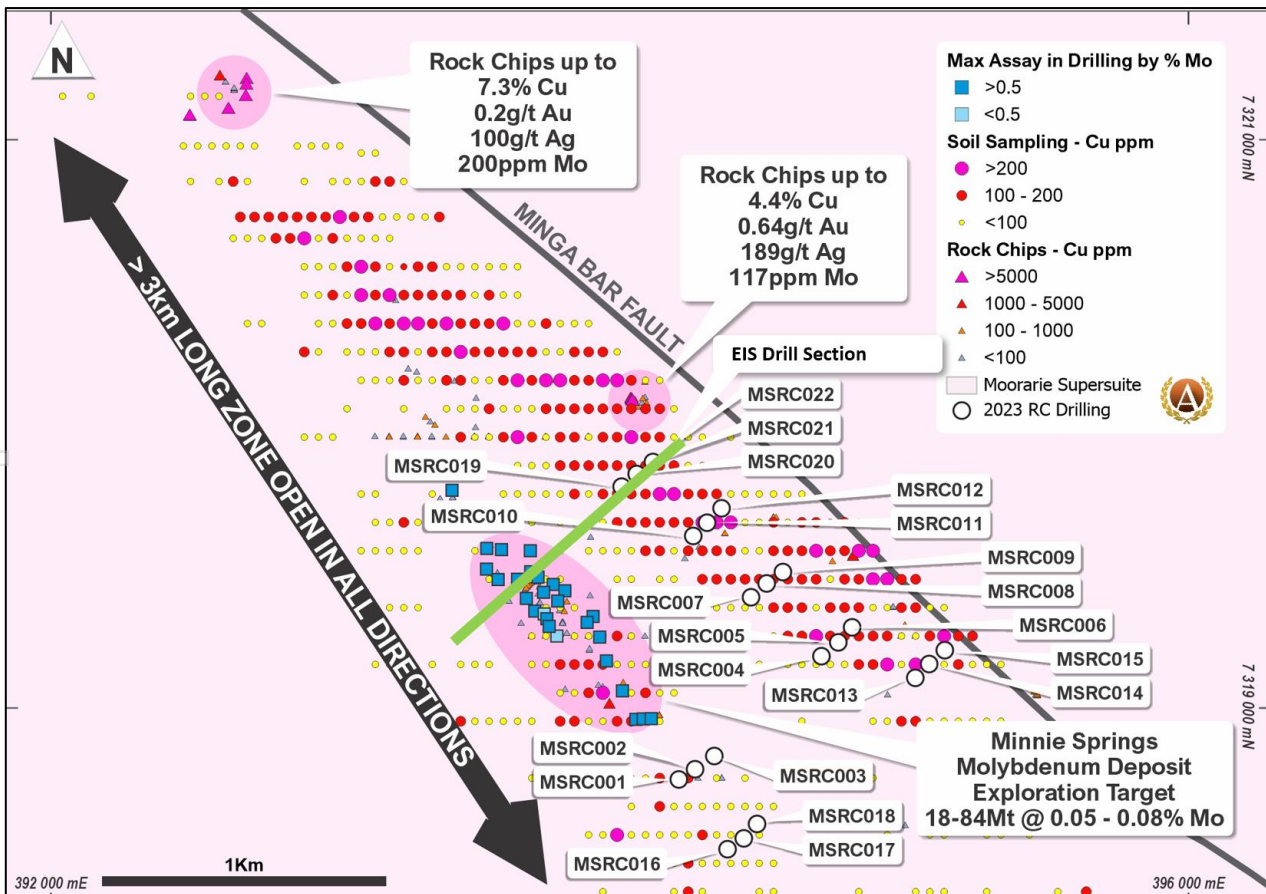 N
Rock Chips up to
7.3% Cu
0.2g/t Au
100g/t Ag
200ppm Mo
Rock Chips up to
4.4% Cu
0.64g/t Au
189g/t Ag
117ppm Mo
MINGA BAR FAULT
> 3km LONG ZONE OPEN IN ALL DIRECTIONS
Max Assay in Drilling by % Mo
>0.5
<0.5
Soil Sampling - Cu ppm
>200
100 - 200
<100
Rock Chips - Cu ppm
>5000
1000 - 5000
100 - 1000
<100
Moorarie Supersuite
2023 RC Drilling
A
7 321 000 mN
EIS Drill Section
MSRC022
MSRC021
MSRC020
MSRC019
MSRC012
MSRC010
MSRC011
MSRC009
MSRC008
MSRC007
MSRC006
MSRC005
MSRC004
MSRC015
MSRC013
MSRC014
7 319 000 mN
MSRC002
MSRC001
MSRC003
Minnie Springs
Molybdenum Deposit
Exploration Target
18-84Mt @ 0.05 - 0.08% Mo
MSRC018
MSRC017
MSRC016
1Km
392 000 mE
396 000 mE